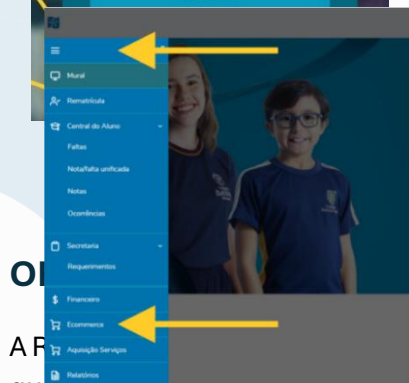 Mural
Rematrícula
Central do Aluno
Faltas
Nota/falta unificada
Notas
Ocorrências
Secretaria
Requerimentos
Financeiro
Ecommerce
Aquisição Serviços
Relatórios
A